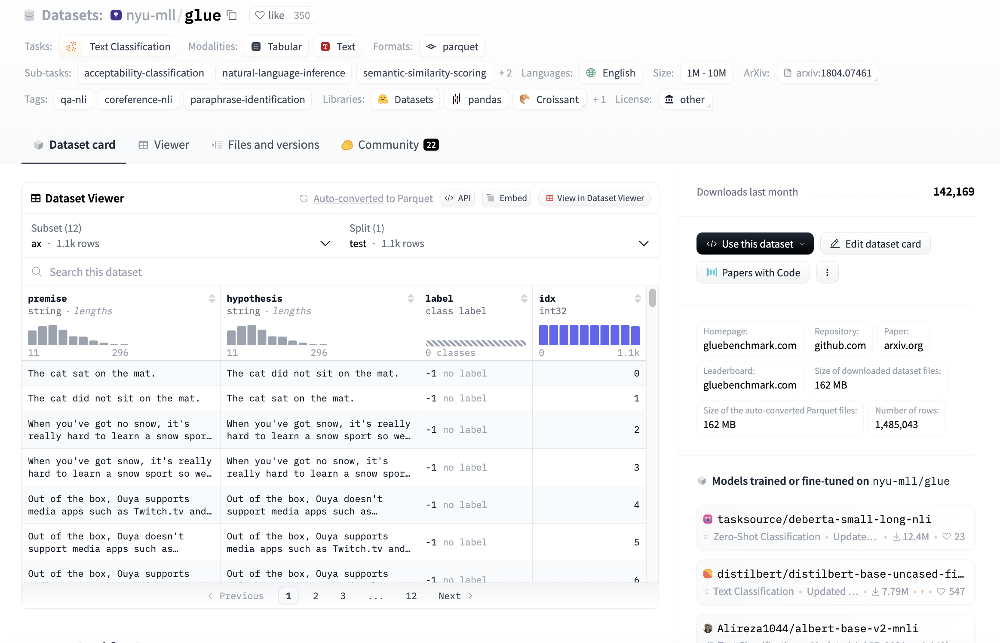 Datasets: nyu-mll/glue like 350
Tasks: Text Classification Modalities: Tabular Text Formats: parquet
Sub-tasks: acceptability-classification natural-language-inference semantic-similarity-scoring + 2 Languages: English Size: 1M - 10M ArXiv: arxiv:1804.07461
Tags: qa-nli coreference-nli paraphrase-identification Libraries: Datasets pandas Croissant + 1 License: other
Dataset card Viewer Files and versions Community 22
Dataset Viewer Auto-converted to Parquet </> API Embed View in Dataset Viewer
Subset (12)
ax · 1.1k rows
Split (1)
test · 1.1k rows
Search this dataset
premise hypothesis label idx
string · lengths string · lengths class label int32
11 296 11 296 0 classes 0 1.1k
The cat sat on the mat. The cat did not sit on the mat. -1 no label 0
The cat did not sit on the mat. The cat sat on the mat. -1 no label 1
When you've got no snow, it's When you've got snow, it's really
really hard to learn a snow spor… hard to learn a snow sport so we… -1 no label 2
When you've got snow, it's really When you've got no snow, it's
hard to learn a snow sport so we… really hard to learn a snow spor… -1 no label 3
Out of the box, Ouya supports Out of the box, Ouya doesn't
media apps such as Twitch.tv and… support media apps such as… -1 no label 4
Out of the box, Ouya doesn't Out of the box, Ouya supports
support media apps such as… media apps such as Twitch.tv and… -1 no label 5
Out of the box, Ouya supports Out of the box, Ouya supports
-1 no label 6
Previous 1 2 3 ... 12 Next
Downloads last month 142,169
</> Use this dataset Edit dataset card
Papers with Code
Homepage: Repository: Paper:
gluebenchmark.com github.com arxiv.org
Leaderboard: Size of downloaded dataset files:
gluebenchmark.com 162 MB
Size of the auto-converted Parquet files: Number of rows:
162 MB 1,485,043
Models trained or fine-tuned on nyu-mll/glue
tasksource/deberta-small-long-nli
Zero-Shot Classification • Update… • 12.4M • 23
distilbert/distilbert-base-uncased-fi…
Text Classification • Updated … • 7.79M • • 547
Alireza1044/albert-base-v2-mnli